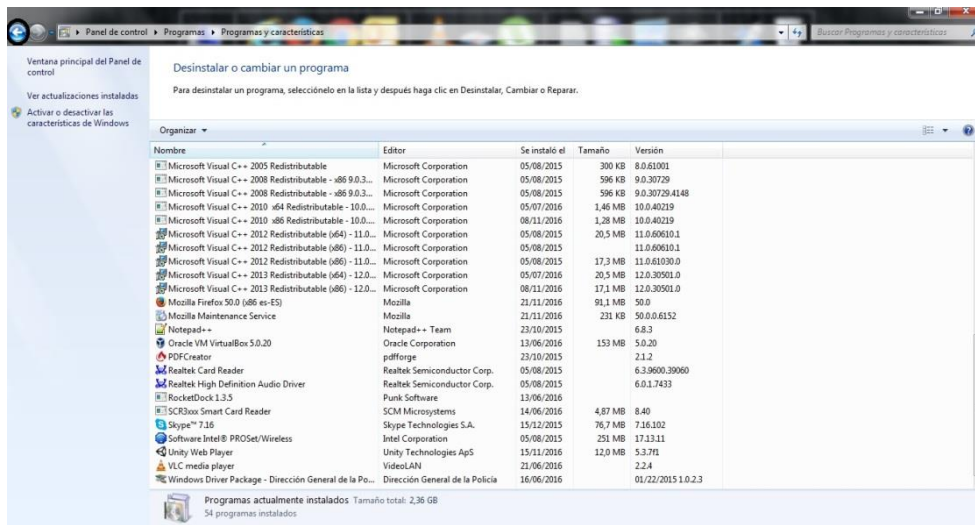 Panel de control ▸ Programas ▸ Programas y características
Buscar Programas y características
Ventana principal del Panel de control
Ver actualizaciones instaladas
Activar o desactivar las características de Windows
Desinstalar o cambiar un programa
Para desinstalar un programa, selecciónelo en la lista y después haga clic en Desinstalar, Cambiar o Reparar.
Organizar
Nombre Editor Se instaló el Tamaño Versión
Microsoft Visual C++ 2005 Redistributable Microsoft Corporation 05/08/2015 300 KB 8.0.61001
Microsoft Visual C++ 2008 Redistributable - x86 9.0.3... Microsoft Corporation 05/08/2015 596 KB 9.0.30729
Microsoft Visual C++ 2008 Redistributable - x86 9.0.3... Microsoft Corporation 05/08/2015 596 KB 9.0.30729.4148
Microsoft Visual C++ 2010 x64 Redistributable - 10.0.... Microsoft Corporation 05/07/2016 1,46 MB 10.0.40219
Microsoft Visual C++ 2010 x86 Redistributable - 10.0.... Microsoft Corporation 08/11/2016 1,28 MB 10.0.40219
Microsoft Visual C++ 2012 Redistributable (x64) - 11.0... Microsoft Corporation 05/08/2015 20,5 MB 11.0.60610.1
Microsoft Visual C++ 2012 Redistributable (x86) - 11.0... Microsoft Corporation 05/08/2015 11.0.60610.1
Microsoft Visual C++ 2012 Redistributable (x86) - 11.0... Microsoft Corporation 05/08/2015 17,3 MB 11.0.61030.0
Microsoft Visual C++ 2013 Redistributable (x64) - 12.0... Microsoft Corporation 05/07/2016 20,5 MB 12.0.30501.0
Microsoft Visual C++ 2013 Redistributable (x86) - 12.0... Microsoft Corporation 08/11/2016 17,1 MB 12.0.30501.0
Mozilla Firefox 50.0 (x86 es-ES) Mozilla 21/11/2016 91,1 MB 50.0
Mozilla Maintenance Service Mozilla 21/11/2016 231 KB 50.0.0.6152
Notepad++ Notepad++ Team 23/10/2015 6.8.3
Oracle VM VirtualBox 5.0.20 Oracle Corporation 13/06/2016 153 MB 5.0.20
PDFCreator pdfforge 23/10/2015 2.1.2
Realtek Card Reader Realtek Semiconductor Corp. 05/08/2015 6.3.9600.39060
Realtek High Definition Audio Driver Realtek Semiconductor Corp. 05/08/2015 6.0.1.7433
RocketDock 1.3.5 Punk Software 13/06/2016
SCR3xxx Smart Card Reader SCM Microsystems 14/06/2016 4,87 MB 8.40
Skype™ 7.16 Skype Technologies S.A. 15/12/2015 76,7 MB 7.16.102
Software Intel® PROSet/Wireless Intel Corporation 05/08/2015 251 MB 17.13.11
Unity Web Player Unity Technologies ApS 15/11/2016 12,0 MB 5.3.7f1
VLC media player VideoLAN 21/06/2016 2.2.4
Windows Driver Package - Dirección General de la Po... Dirección General de la Policía 16/06/2016 01/22/2015 1.0.2.3
Programas actualmente instalados Tamaño total: 2,36 GB
54 programas instalados